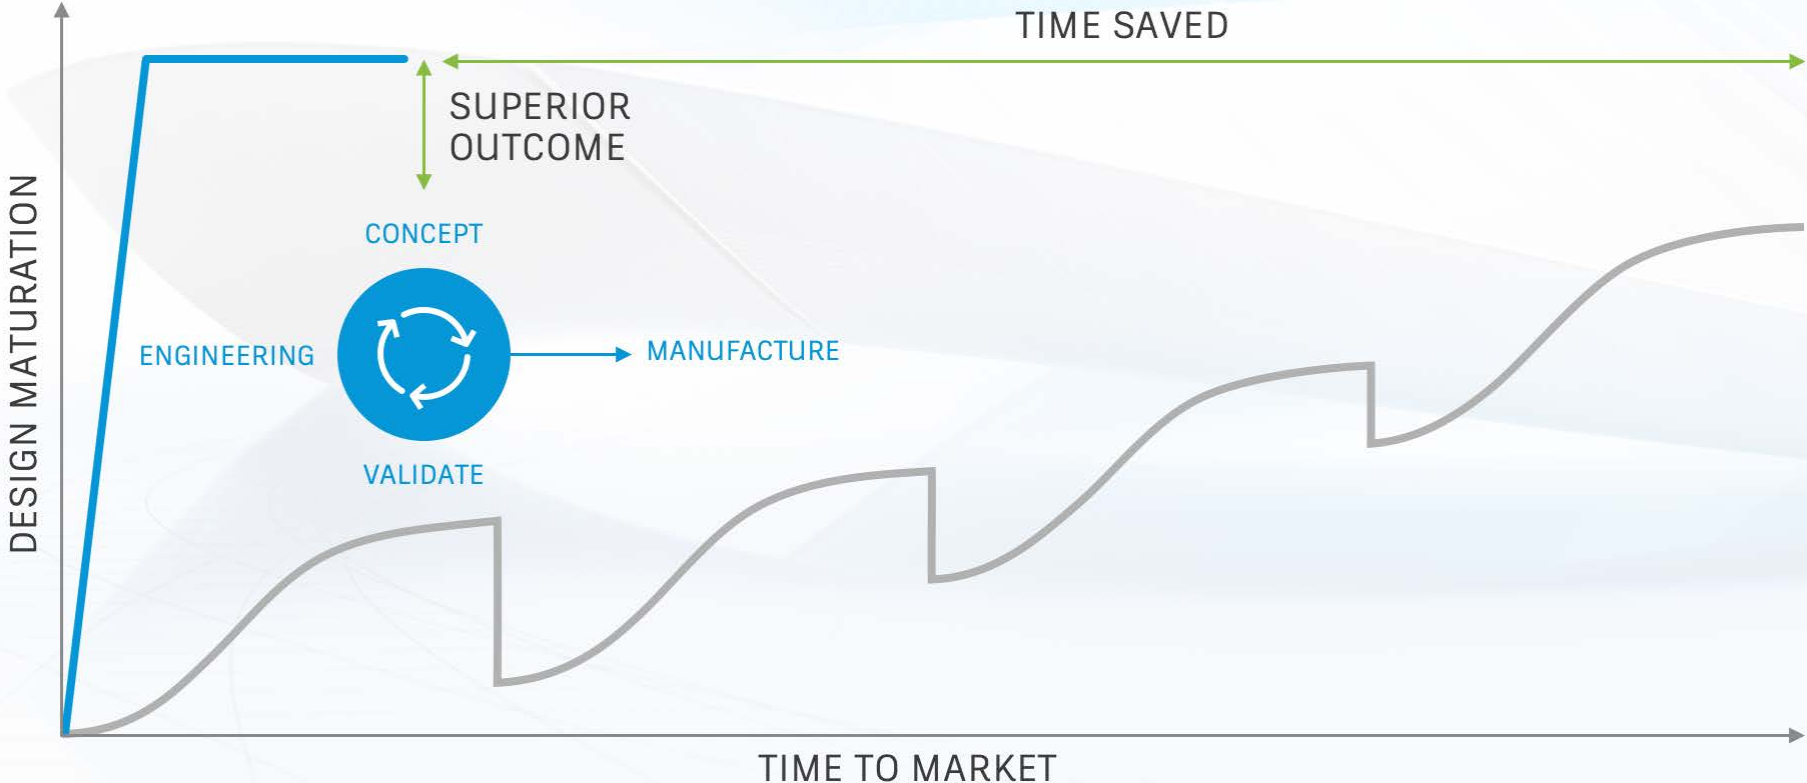 TIME SAVED
SUPERIOR
OUTCOME
CONCEPT
ENGINEERING
MANUFACTURE
VALIDATE
DESIGN MATURATION
TIME TO MARKET